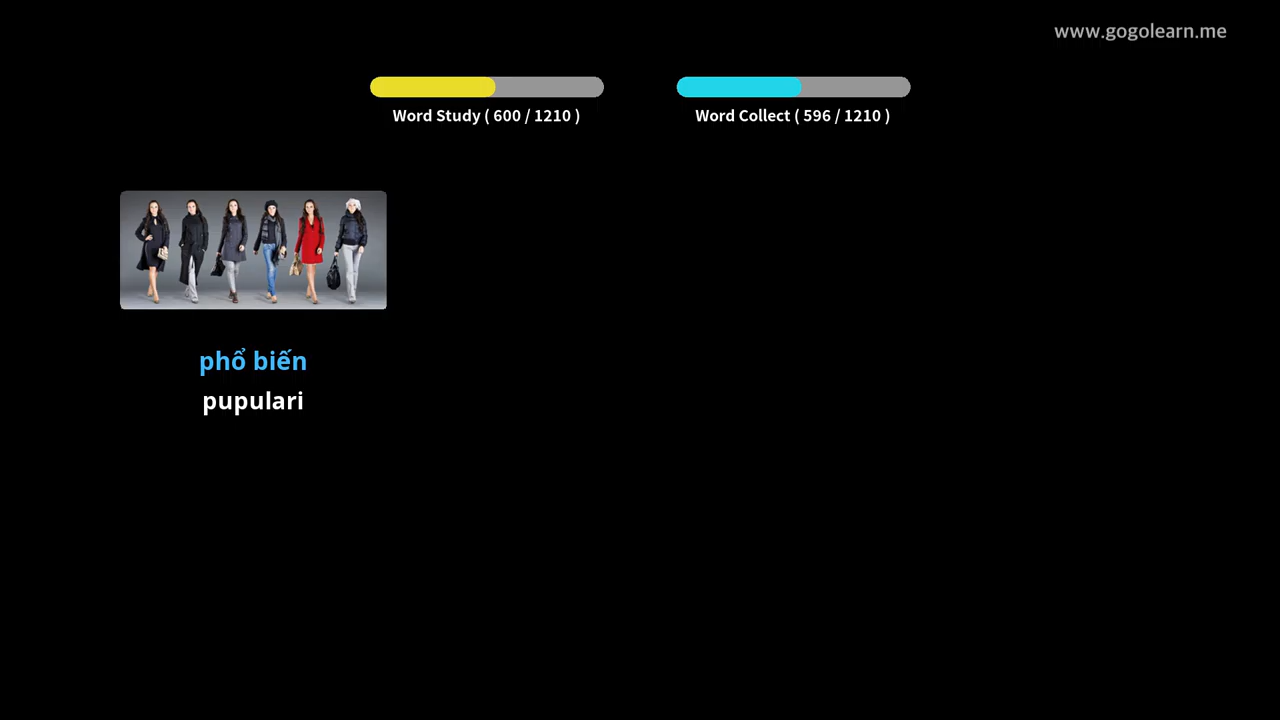 www.gogolearn.me
Word Study ( 600 / 1210 )
Word Collect ( 596 / 1210 )
phổ biến
pupulari